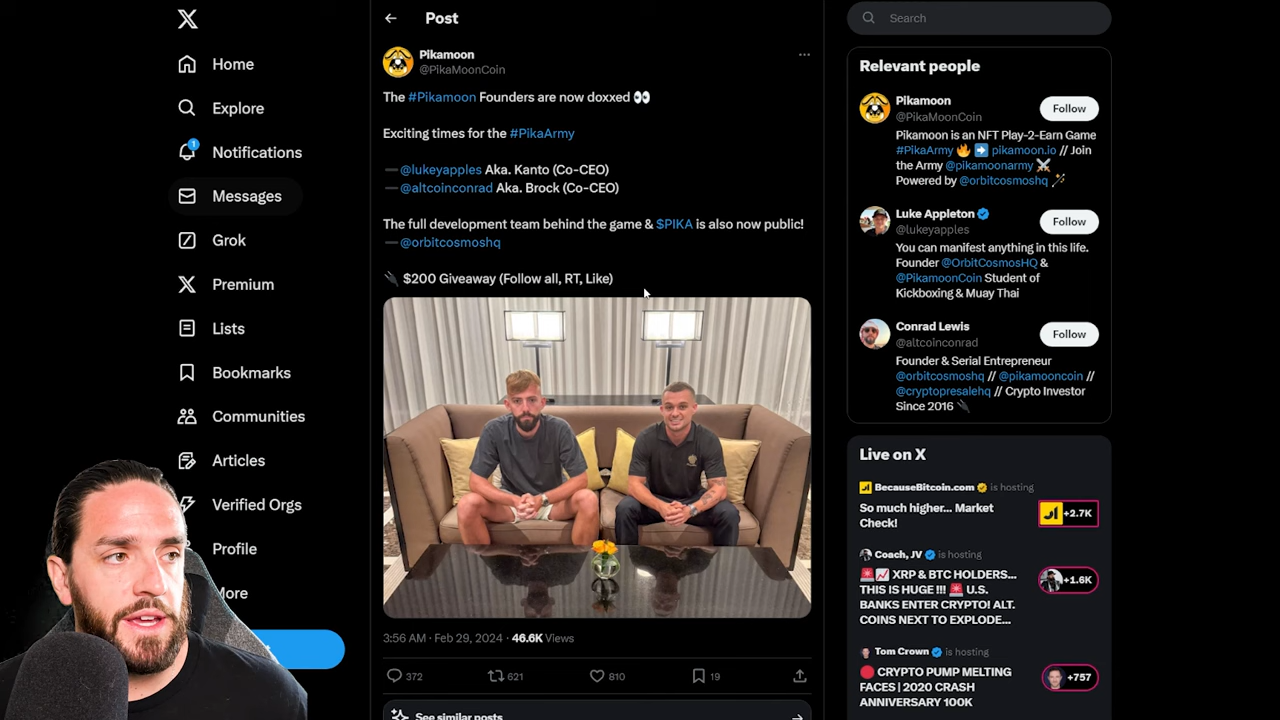 Home
Explore
1
Notifications
Messages
Grok
Premium
Lists
Bookmarks
Communities
Articles
Verified Orgs
Profile
More
Post
Pikamoon
@PikaMoonCoin
The #Pikamoon Founders are now doxxed 👀
Exciting times for the #PikaArmy
—@lukeyapples Aka. Kanto (Co-CEO)
—@altcoinconrad Aka. Brock (Co-CEO)
The full development team behind the game & $PIKA is also now public!
—@orbitcosmoshq
🔌 $200 Giveaway (Follow all, RT, Like)
3:56 AM · Feb 29, 2024 · 46.6K Views
372
621
810
19
See similar posts
Search
Relevant people
Pikamoon
@PikaMoonCoin
Follow
Pikamoon is an NFT Play-2-Earn Game
#PikaArmy 🔥 ➡️ pikamoon.io // Join
the Army @pikamoonarmy ⚔️
Powered by @orbitcosmoshq 🪄
Luke Appleton
@lukeyapples
Follow
You can manifest anything in this life.
Founder @OrbitCosmosHQ &
@PikamoonCoin Student of
Kickboxing & Muay Thai
Conrad Lewis
@altcoinconrad
Follow
Founder & Serial Entrepreneur
@orbitcosmoshq // @pikamooncoin //
@cryptopresalehq // Crypto Investor
Since 2016 🔌
Live on X
BecauseBitcoin.com is hosting
So much higher... Market
Check!
+2.7K
Coach, JV is hosting
🚨📈 XRP & BTC HOLDERS...
THIS IS HUGE !!! 🚨 U.S.
BANKS ENTER CRYPTO! ALT.
COINS NEXT TO EXPLODE...
+1.6K
Tom Crown is hosting
🔴 CRYPTO PUMP MELTING
FACES | 2020 CRASH
ANNIVERSARY 100K
+757